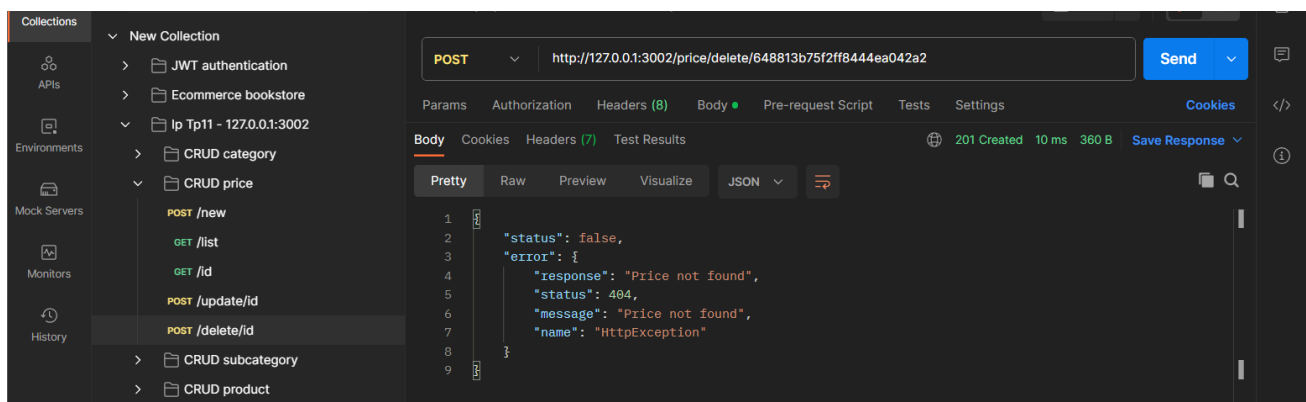 Collections
APIs
Environments
Mock Servers
Monitors
History
New Collection
JWT authentication
Ecommerce bookstore
Ip Tp11 - 127.0.0.1:3002
CRUD category
CRUD price
POST /new
GET /list
GET /id
POST /update/id
POST /delete/id
CRUD subcategory
CRUD product
POST http://127.0.0.1:3002/price/delete/648813b75f2ff8444ea042a2 Send
Params Authorization Headers (8) Body Pre-request Script Tests Settings Cookies
Body Cookies Headers (7) Test Results 201 Created 10 ms 360 B Save Response
Pretty Raw Preview Visualize JSON
1 {
2 "status": false,
3 "error": {
4 "response": "Price not found",
5 "status": 404,
6 "message": "Price not found",
7 "name": "HttpException"
8 }
9 }